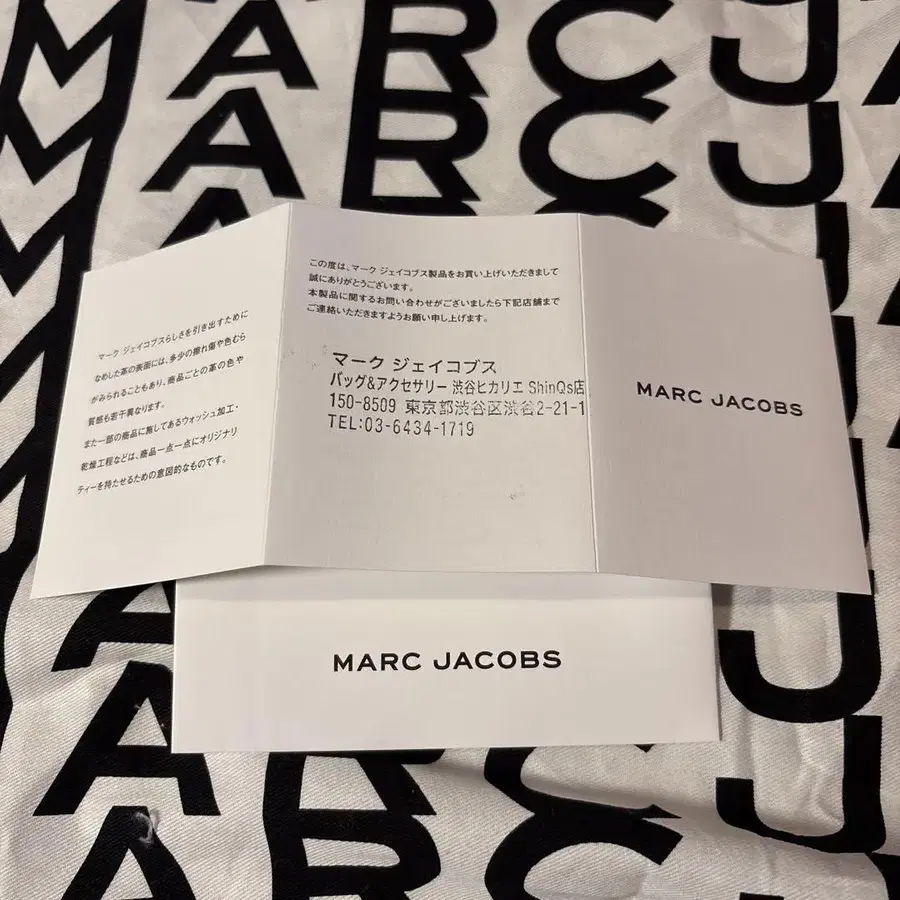 MARC JACOBS
マーク ジェイコブスらしさを引き出すために
なめした革の表面には、多少の擦れ傷や色むら
がみられることもあり、商品ごとの革の色や
質感も若干異なります。
また一部の商品に施してあるウォッシュ加工・
乾燥工程などは、商品一点一点にオリジナリ
ティーを持たせるための意図的なものです。
この度は、マーク ジェイコブス製品をお買い上げいただきまして
誠にありがとうございます。
本製品に関するお問い合わせがございましたら下記店舗まで
ご連絡いただきますようお願い申し上げます。
マーク ジェイコブス
バッグ&アクセサリー 渋谷ヒカリエ ShinQs店
150-8509 東京都渋谷区渋谷2-21-1
TEL:03-6434-1719
MARC JACOBS